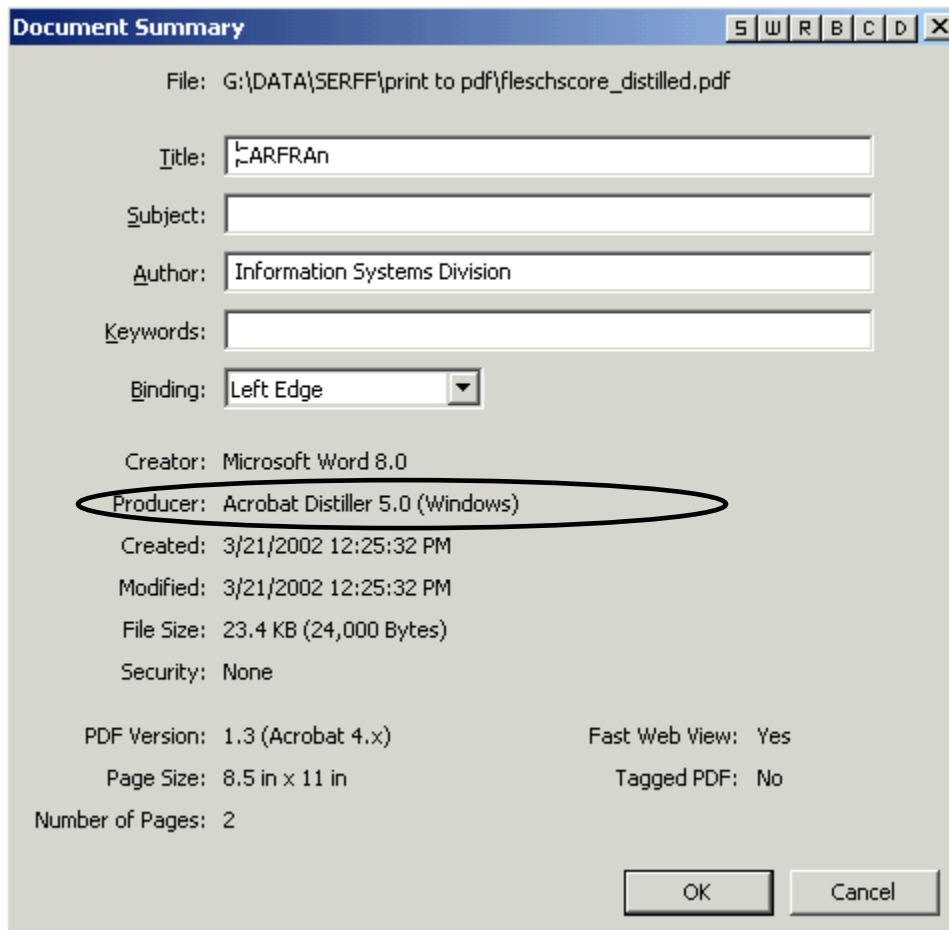 Document Summary S W R B C D X
File: G:\DATA\SERFF\print to pdf\fleschscore_distilled.pdf
Title: CARFRAn
Subject:
Author: Information Systems Division
Keywords:
Binding: Left Edge
Creator: Microsoft Word 8.0
Producer: Acrobat Distiller 5.0 (Windows)
Created: 3/21/2002 12:25:32 PM
Modified: 3/21/2002 12:25:32 PM
File Size: 23.4 KB (24,000 Bytes)
Security: None
PDF Version: 1.3 (Acrobat 4.x) Fast Web View: Yes
Page Size: 8.5 in x 11 in Tagged PDF: No
Number of Pages: 2
OK Cancel